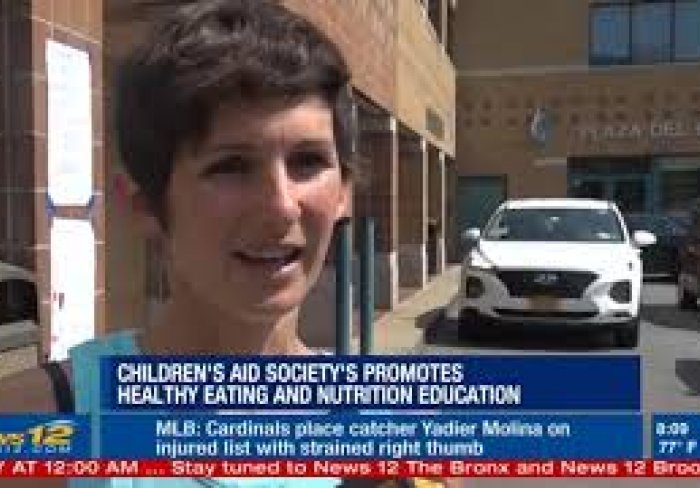 PLAZA DEL
CHILDREN'S AID SOCIETY'S PROMOTES
HEALTHY EATING AND NUTRITION EDUCATION
MLB: Cardinals place catcher Yadier Molina on
injured list with strained right thumb
8:09
77° F
Y AT 12:00 AM ... Stay tuned to News 12 The Bronx and News 12 Broo